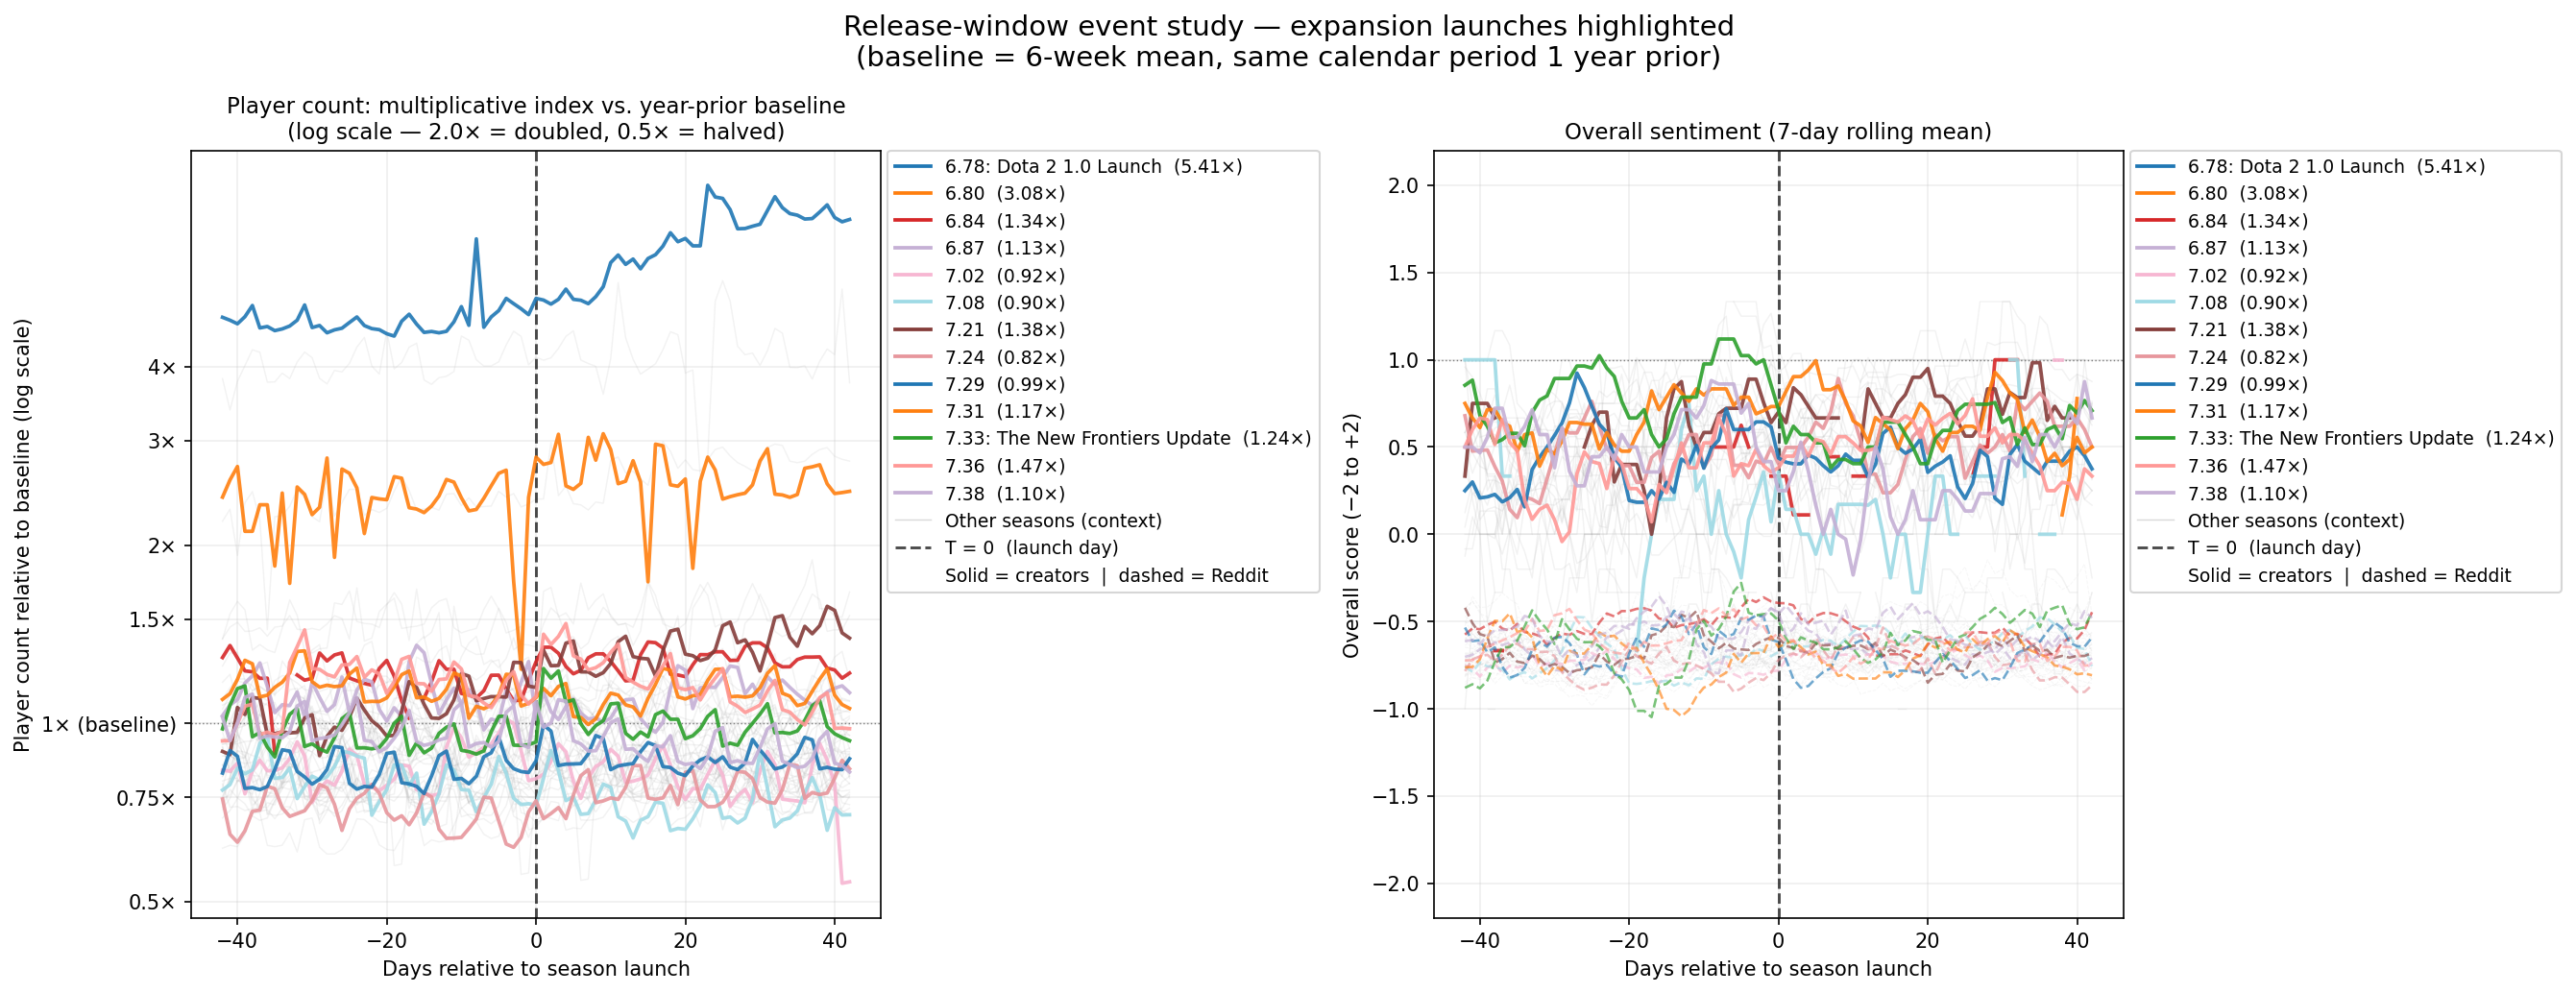 Release-window event study — expansion launches highlighted
(baseline = 6-week mean, same calendar period 1 year prior)
Player count: multiplicative index vs. year-prior baseline
(log scale — 2.0× = doubled, 0.5× = halved)
Player count relative to baseline (log scale)
4×
3×
2×
1.5×
1× (baseline)
0.75×
0.5×
−40
−20
0
20
40
Days relative to season launch
6.78: Dota 2 1.0 Launch (5.41×)
6.80 (3.08×)
6.84 (1.34×)
6.87 (1.13×)
7.02 (0.92×)
7.08 (0.90×)
7.21 (1.38×)
7.24 (0.82×)
7.29 (0.99×)
7.31 (1.17×)
7.33: The New Frontiers Update (1.24×)
7.36 (1.47×)
7.38 (1.10×)
Other seasons (context)
T = 0 (launch day)
Solid = creators | dashed = Reddit
Overall sentiment (7-day rolling mean)
Overall score (−2 to +2)
2.0
1.5
1.0
0.5
0.0
−0.5
−1.0
−1.5
−2.0
−40
−20
0
20
40
Days relative to season launch
6.78: Dota 2 1.0 Launch (5.41×)
6.80 (3.08×)
6.84 (1.34×)
6.87 (1.13×)
7.02 (0.92×)
7.08 (0.90×)
7.21 (1.38×)
7.24 (0.82×)
7.29 (0.99×)
7.31 (1.17×)
7.33: The New Frontiers Update (1.24×)
7.36 (1.47×)
7.38 (1.10×)
Other seasons (context)
T = 0 (launch day)
Solid = creators | dashed = Reddit